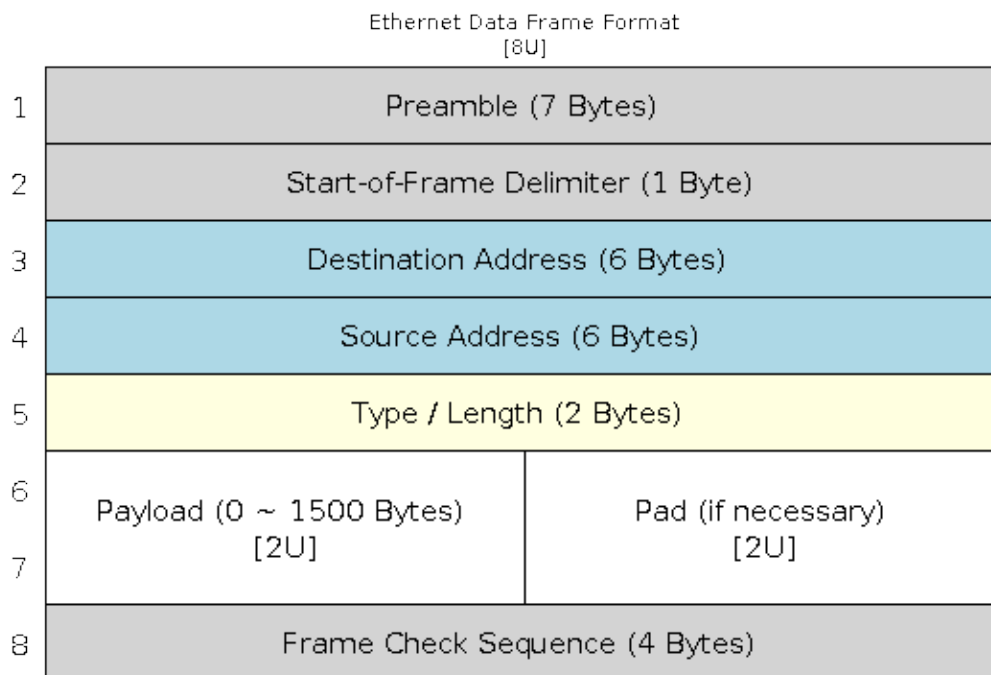 Ethernet Data Frame Format
[8U]
1
Preamble (7 Bytes)
2
Start-of-Frame Delimiter (1 Byte)
3
Destination Address (6 Bytes)
4
Source Address (6 Bytes)
5
Type / Length (2 Bytes)
6
Payload (0 ~ 1500 Bytes)
[2U]
Pad (if necessary)
[2U]
7
8
Frame Check Sequence (4 Bytes)